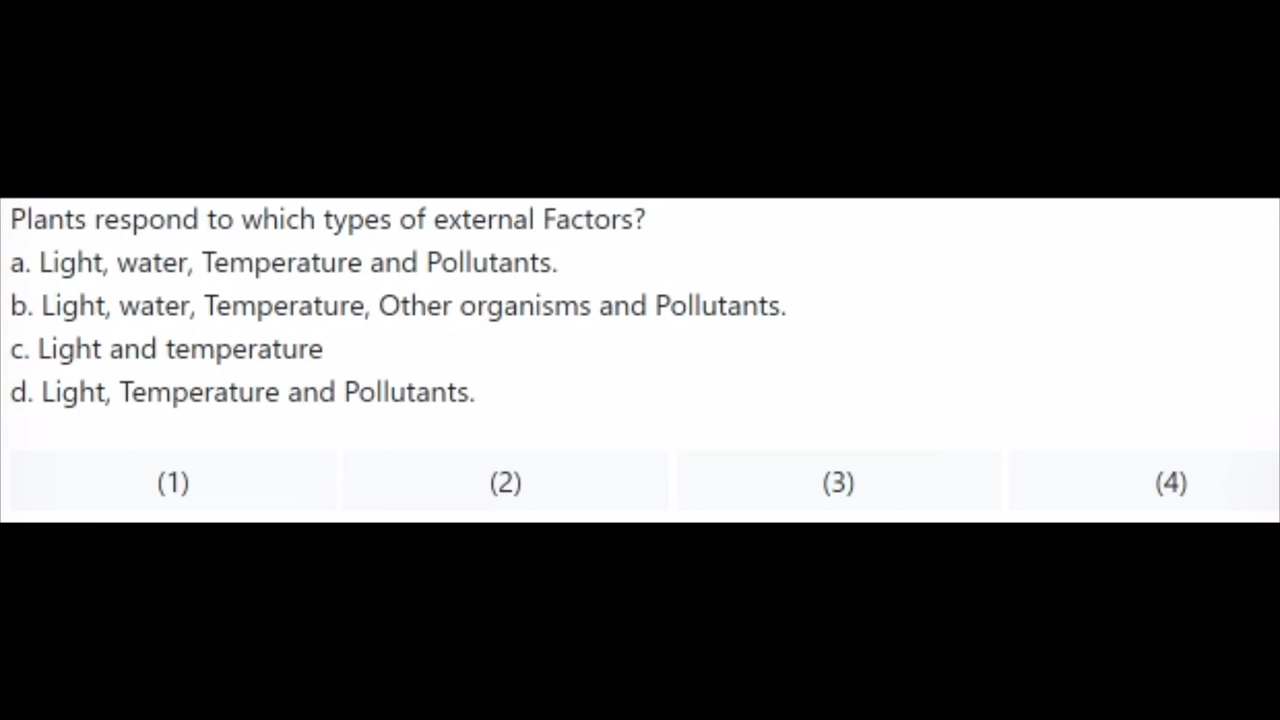 Plants respond to which types of external Factors?
a. Light, water, Temperature and Pollutants.
b. Light, water, Temperature, Other organisms and Pollutants.
c. Light and temperature
d. Light, Temperature and Pollutants.
(1) (2) (3) (4)